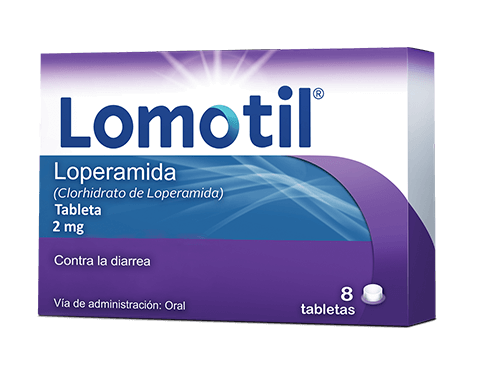 Lomotil®
Loperamida
(Clorhidrato de Loperamida)
Tableta
2 mg
Contra la diarrea
Vía de administración: Oral
8
tabletas